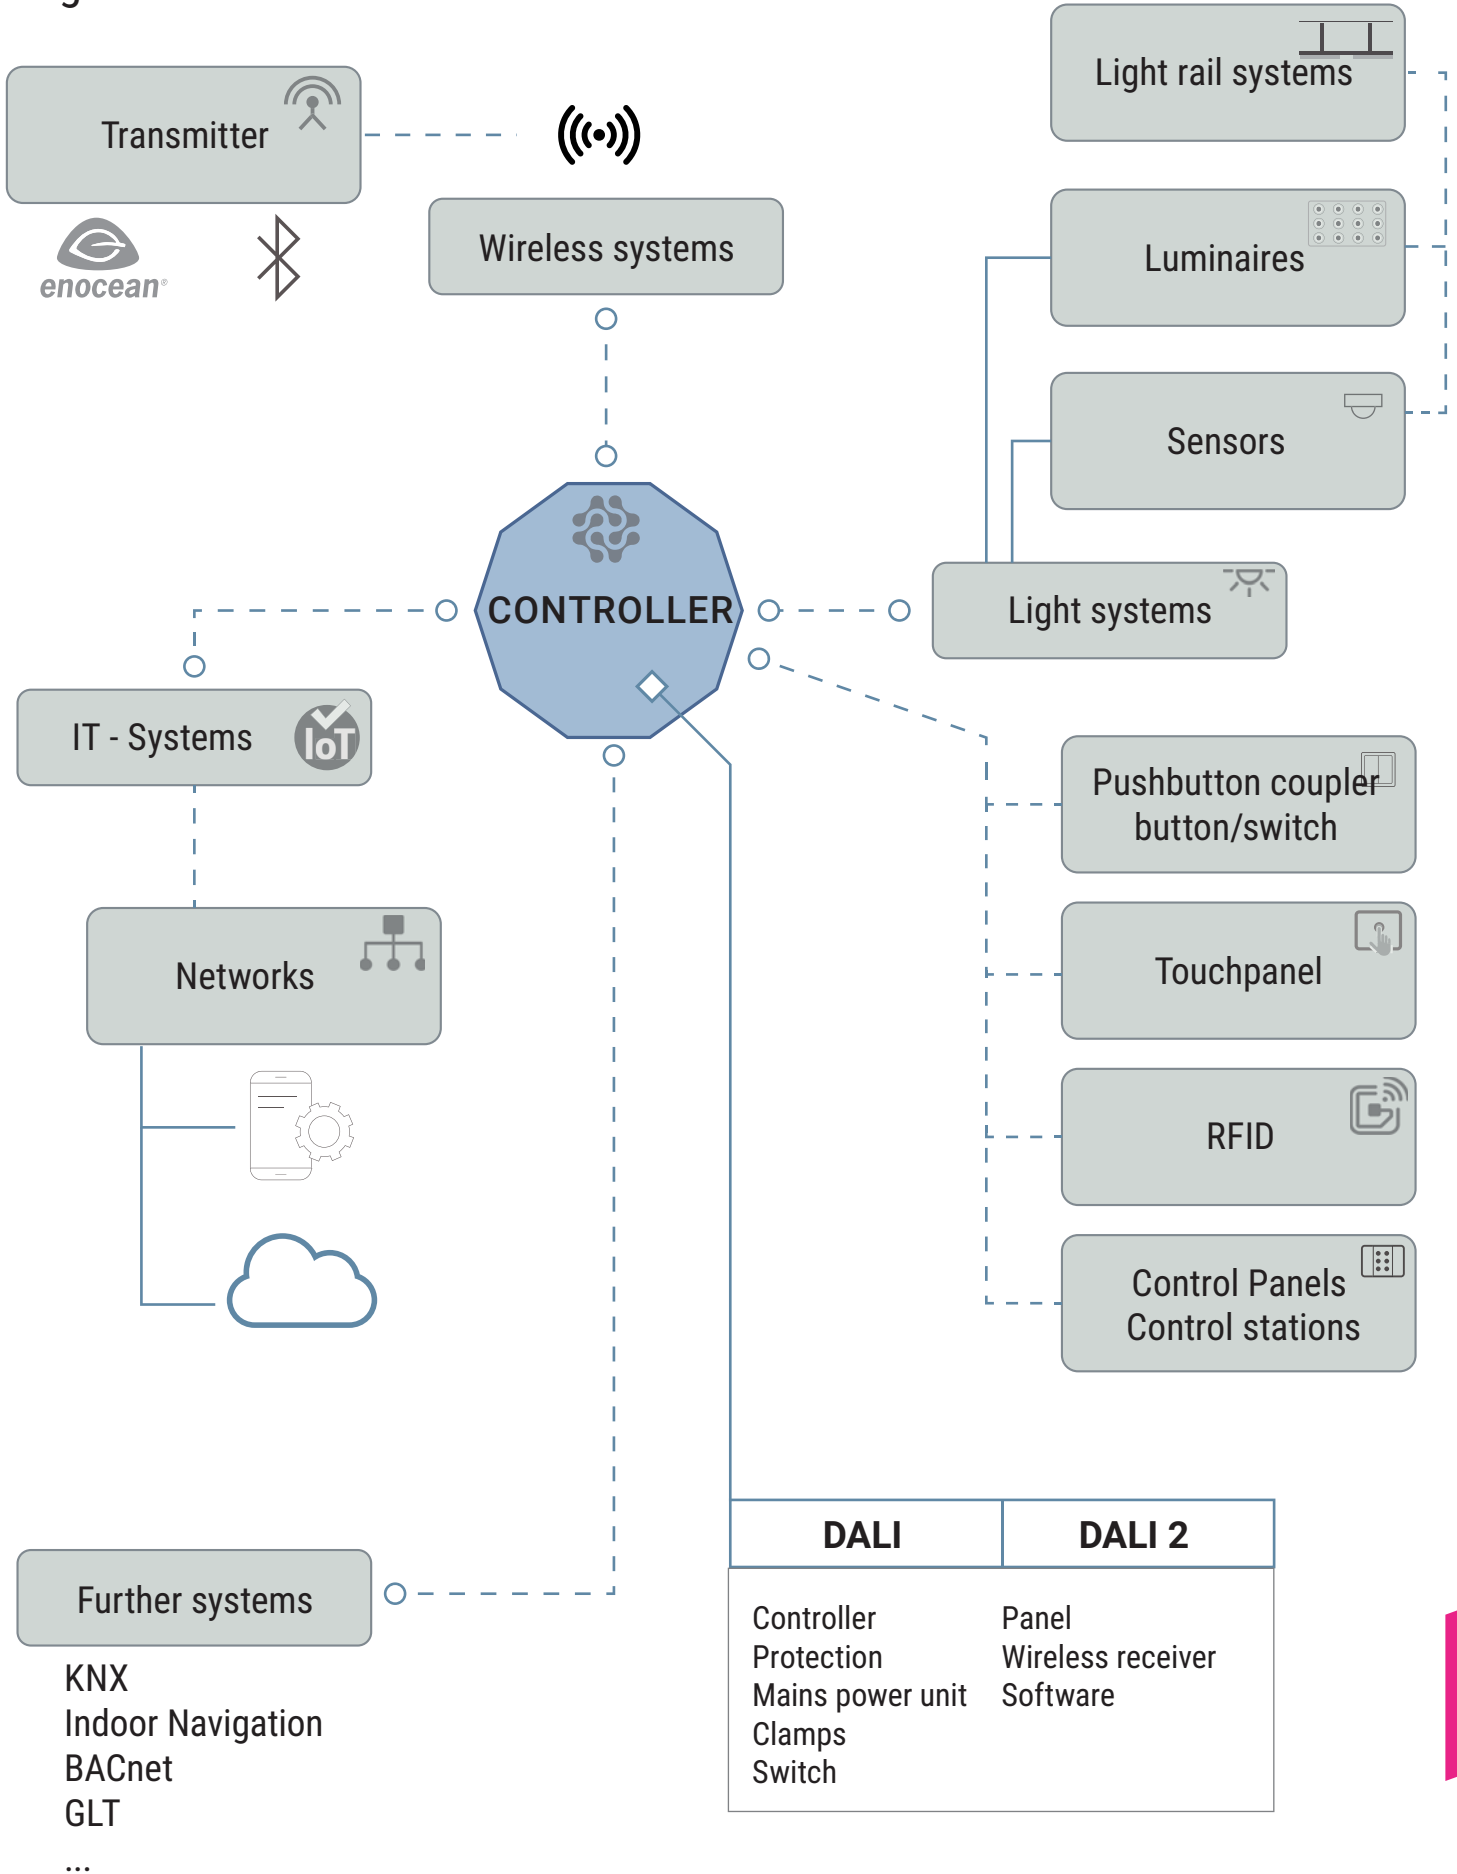 Light rail systems
Transmitter
enocean®
Wireless systems
Luminaires
Sensors
CONTROLLER
Light systems
IT - Systems
IoT
Pushbutton coupler
button/switch
Networks
Touchpanel
RFID
Control Panels
Control stations
DALI
DALI 2
Controller
Protection
Mains power unit
Clamps
Switch
Panel
Wireless receiver
Software
Further systems
KNX
Indoor Navigation
BACnet
GLT
...